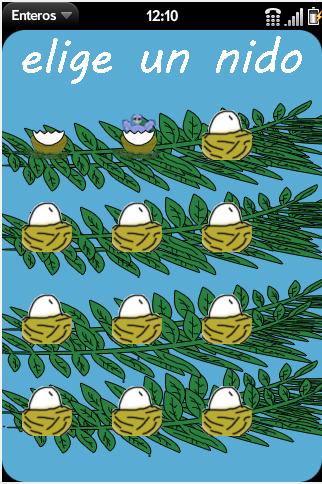 Enteros
12:10
elige un nido